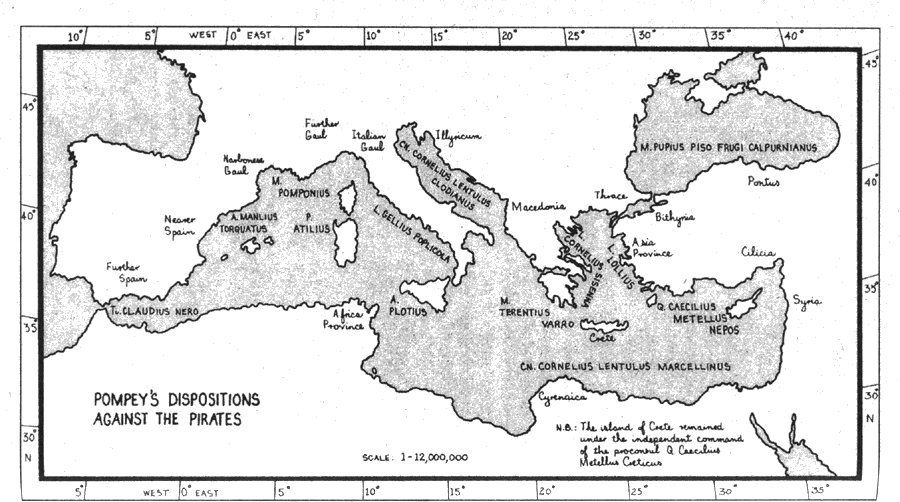 10° 5° WEST 0° EAST 5° 10° 15° 20° 25° 30° 35° 40°
45°
45°
Further
Gaul
Italian
Gaul
Illyricum
CN. CORNELIUS LENTULUS
CLODIANUS
M. PUPIUS PISO FRUGI CALPURNIANUS
Narbonese
Gaul
M.
POMPONIUS
Pontus
40°
40°
Thrace
Bithynia
Macedonia
Nearer
Spain
A. MANLIUS
TORQUATUS
P.
ATILIUS
L. GELLIUS POPLICOLA
L.
CORNELIUS
SISENNA
L. LOLLIUS
Asia
Province
Cilicia
Further
Spain
35°
Syria
TI. CLAUDIUS NERO
Africa
Province
A.
PLOTIUS
M.
TERENTIUS
VARRO
Q. CAECILIUS
METELLUS
NEPOS
35°
Crete
CN. CORNELIUS LENTULUS MARCELLINUS
POMPEY'S DISPOSITIONS
AGAINST THE PIRATES
Cyrenaica
30°
N
30°
N
N.B.: The island of Crete remained
under the independent command
of the proconsul Q. Caecilius
Metellus Creticus
SCALE: 1-12,000,000
5° WEST 0° EAST 5° 10° 15° 20° 25° 30° 35°